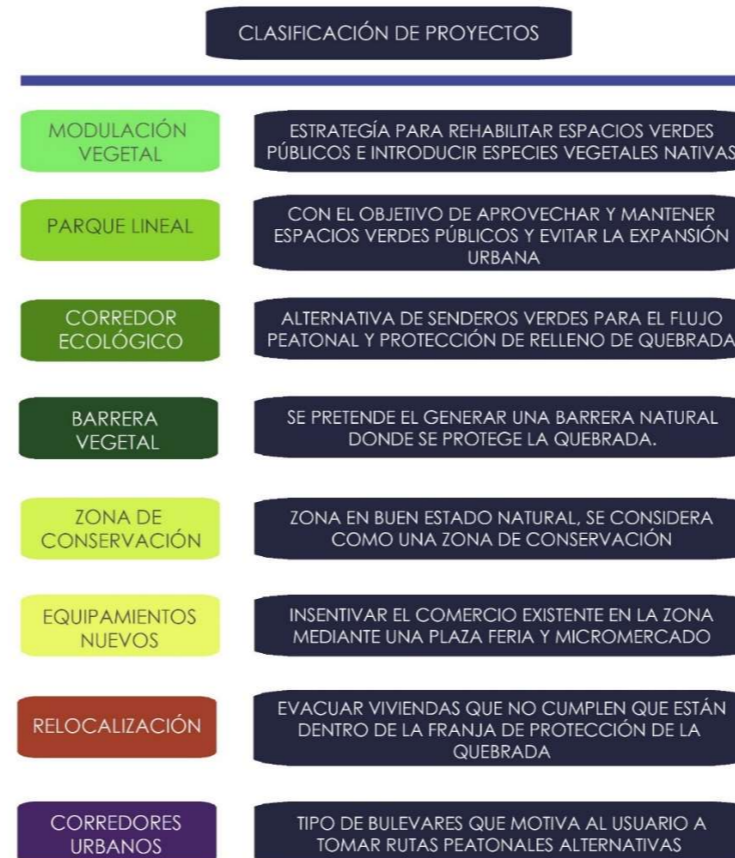 CLASIFICACIÓN DE PROYECTOS
MODULACIÓN
VEGETAL
ESTRATEGÍA PARA REHABILITAR ESPACIOS VERDES
PÚBLICOS E INTRODUCIR ESPECIES VEGETALES NATIVAS
PARQUE LINEAL
CON EL OBJETIVO DE APROVECHAR Y MANTENER
ESPACIOS VERDES PÚBLICOS Y EVITAR LA EXPANSIÓN
URBANA
CORREDOR
ECOLÓGICO
ALTERNATIVA DE SENDEROS VERDES PARA EL FLUJO
PEATONAL Y PROTECCIÓN DE RELLENO DE QUEBRADA
BARRERA
VEGETAL
SE PRETENDE EL GENERAR UNA BARRERA NATURAL
DONDE SE PROTEGE LA QUEBRADA.
ZONA DE
CONSERVACIÓN
ZONA EN BUEN ESTADO NATURAL, SE CONSIDERA
COMO UNA ZONA DE CONSERVACIÓN
EQUIPAMIENTOS
NUEVOS
INSENTIVAR EL COMERCIO EXISTENTE EN LA ZONA
MEDIANTE UNA PLAZA FERIA Y MICROMERCADO
RELOCALIZACIÓN
EVACUAR VIVIENDAS QUE NO CUMPLEN QUE ESTÁN
DENTRO DE LA FRANJA DE PROTECCIÓN DE LA
QUEBRADA
CORREDORES
URBANOS
TIPO DE BULEVARES QUE MOTIVA AL USUARIO A
TOMAR RUTAS PEATONALES ALTERNATIVAS